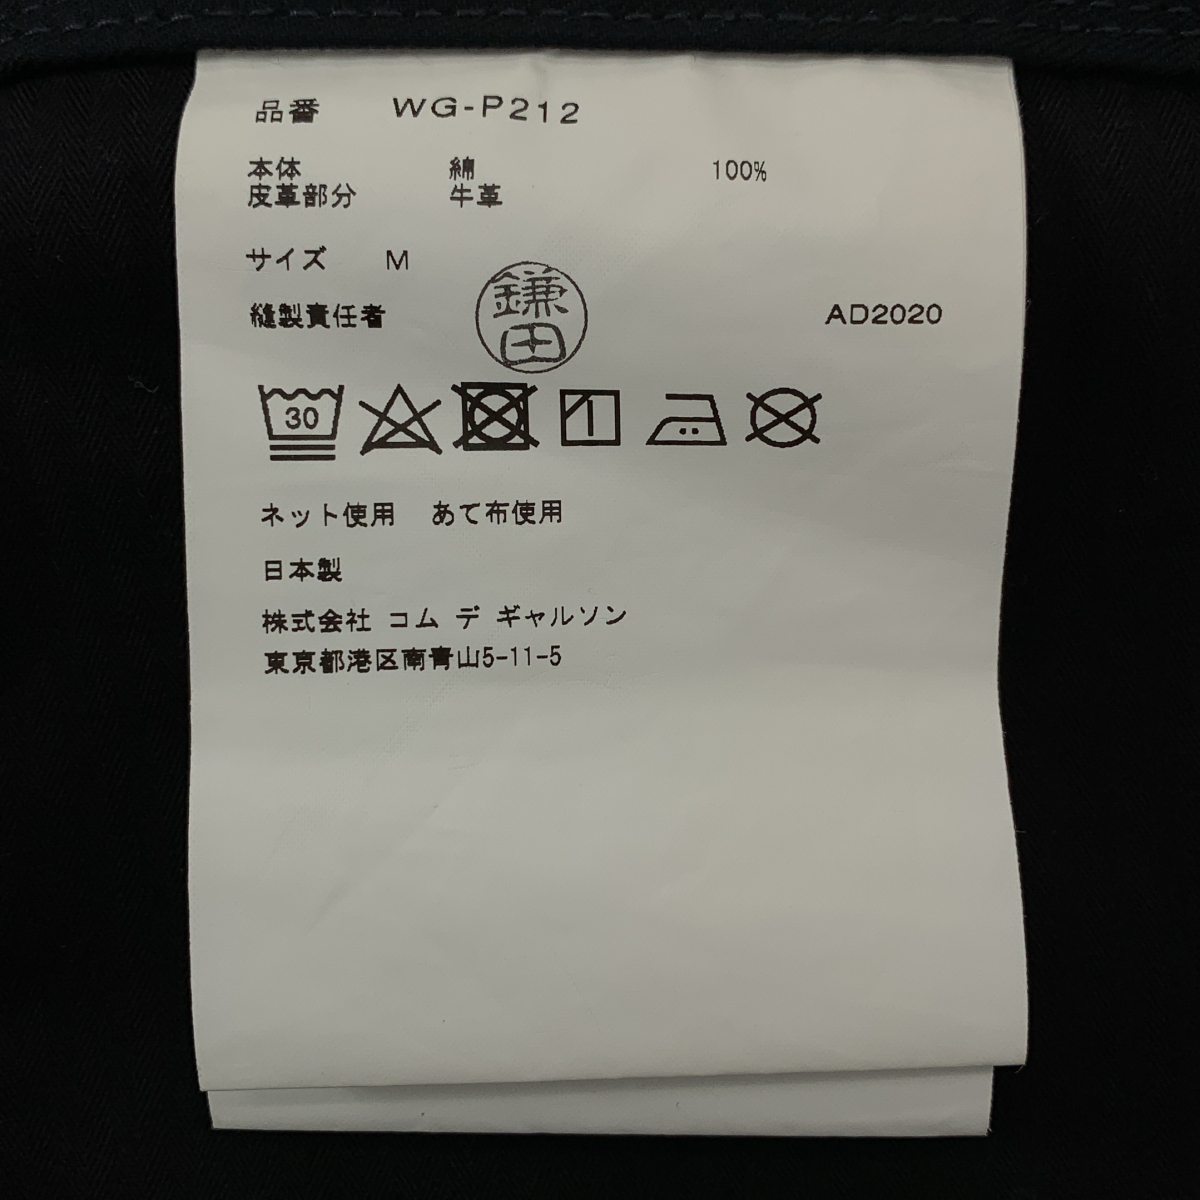 品番 WG-P212
本体 綿 100%
皮革部分 牛革
サイズ M
縫製責任者 鎌田 AD2020
30
ネット使用 あて布使用
日本製
株式会社 コム デ ギャルソン
東京都港区南青山5-11-5